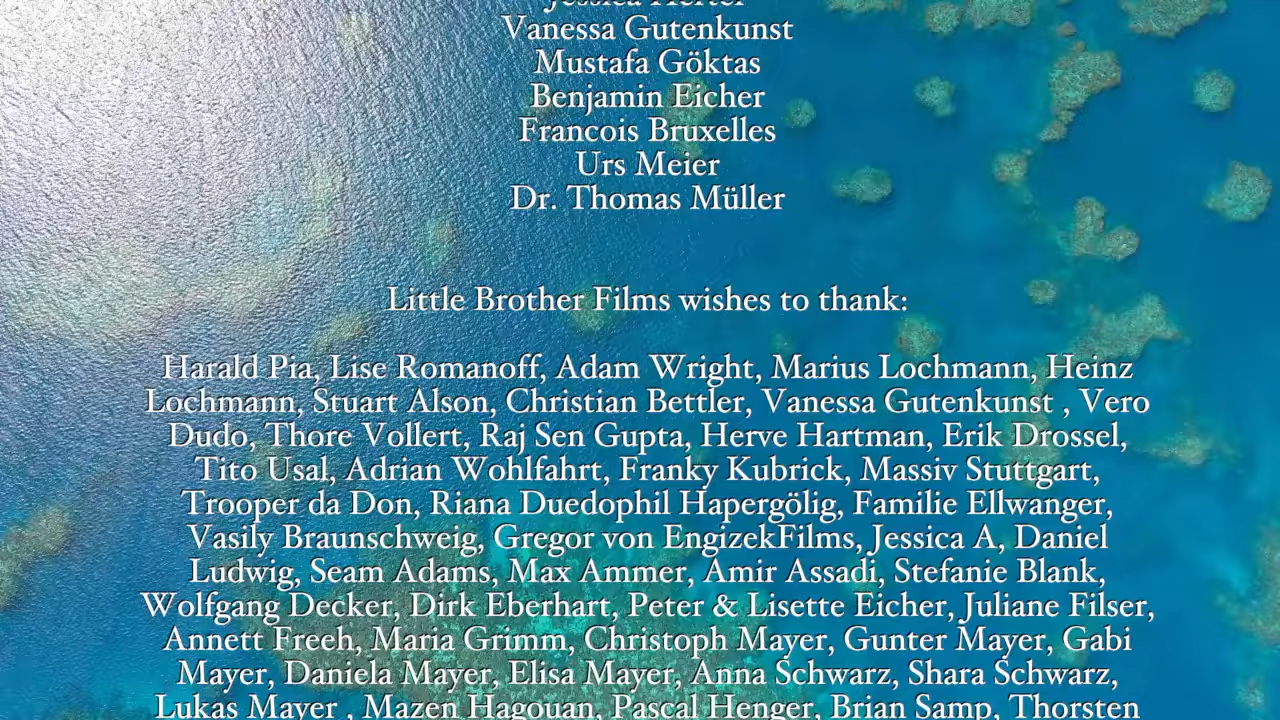 Vanessa Gutenkunst
Mustafa Göktas
Benjamin Eicher
Francois Bruxelles
Urs Meier
Dr. Thomas Müller
Little Brother Films wishes to thank:
Harald Pia, Lise Romanoff, Adam Wright, Marius Lochmann, Heinz
Lochmann, Stuart Alson, Christian Bettler, Vanessa Gutenkunst , Vero
Dudo, Thore Vollert, Raj Sen Gupta, Herve Hartman, Erik Drossel,
Tito Usal, Adrian Wohlfahrt, Franky Kubrick, Massiv Stuttgart,
Trooper da Don, Riana Duedophil Hapergölig, Familie Ellwanger,
Vasily Braunschweig, Gregor von EngizekFilms, Jessica A, Daniel
Ludwig, Seam Adams, Max Ammer, Amir Assadi, Stefanie Blank,
Wolfgang Decker, Dirk Eberhart, Peter & Lisette Eicher, Juliane Filser,
Annett Freeh, Maria Grimm, Christoph Mayer, Gunter Mayer, Gabi
Mayer, Daniela Mayer, Elisa Mayer, Anna Schwarz, Shara Schwarz,
Lukas Mayer , Mazen Hagouan, Pascal Henger, Brian Samp, Thorsten